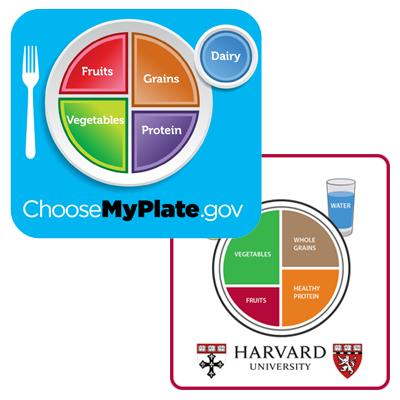 Dairy
Fruits
Grains
Vegetables
Protein
ChooseMyPlate.gov
WATER
VEGETABLES
WHOLE
GRAINS
FRUITS
HEALTHY
PROTEIN
HARVARD
UNIVERSITY